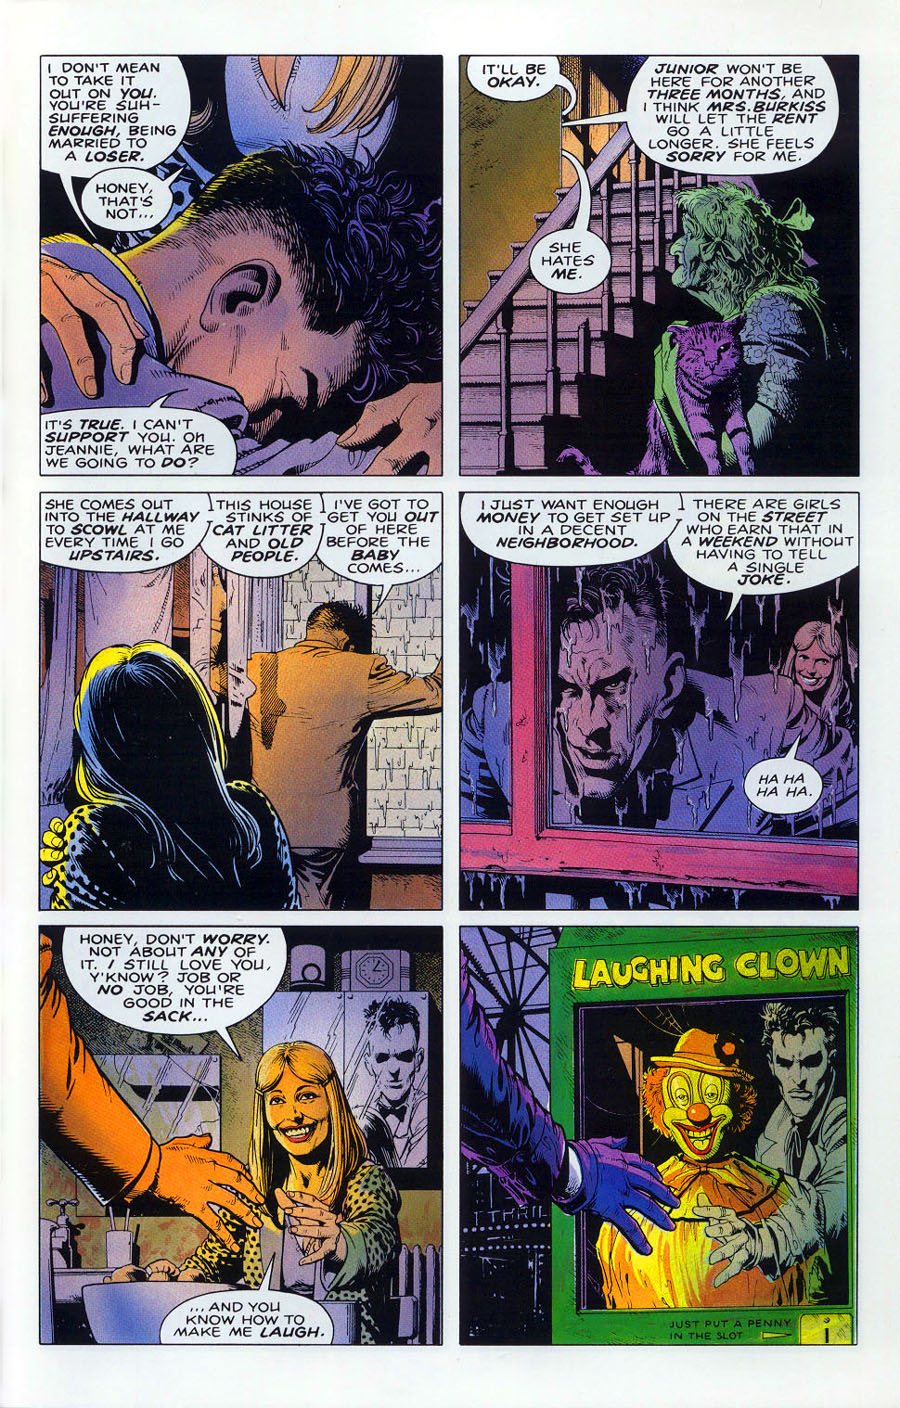 I DON'T MEAN
TO TAKE IT
OUT ON YOU.
YOU'RE SUH-
SUFFERING
ENOUGH, BEING
MARRIED TO
A LOSER.
HONEY,
THAT'S
NOT...
IT'S TRUE. I CAN'T
SUPPORT YOU. Oh
JEANNIE, WHAT ARE
WE GOING TO DO?
IT'LL BE
OKAY.
JUNIOR WON'T BE
HERE FOR ANOTHER
THREE MONTHS, AND
I THINK MRS. BURKISS
WILL LET THE RENT
GO A LITTLE
LONGER. SHE FEELS
SORRY FOR ME.
SHE
HATES
ME.
SHE COMES OUT
INTO THE HALLWAY
TO SCOWL AT ME
EVERY TIME I GO
UPSTAIRS.
THIS HOUSE
STINKS OF
CAT LITTER
AND OLD
PEOPLE.
I'VE GOT TO
GET YOU OUT
OF HERE
BEFORE THE
BABY
COMES...
I JUST WANT ENOUGH
MONEY TO GET SET UP
IN A DECENT
NEIGHBORHOOD.
THERE ARE GIRLS
ON THE STREET
WHO EARN THAT IN
A WEEKEND WITHOUT
HAVING TO TELL
A SINGLE
JOKE.
HA HA
HA HA.
HONEY, DON'T WORRY.
NOT ABOUT ANY OF
IT. I STILL LOVE YOU,
Y'KNOW? JOB OR
NO JOB, YOU'RE
GOOD IN THE
SACK...
...AND YOU
KNOW HOW TO
MAKE ME LAUGH.
LAUGHING CLOWN
THRIL
JUST PUT A PENNY
IN THE SLOT